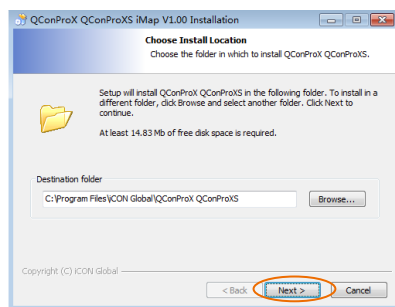 QConProX QConProXS iMap V1.00 Installation
Choose Install Location
Choose the folder in which to install QConProX QConProXS.
Setup will install QConProX QConProXS in the following folder. To install in a
different folder, click Browse and select another folder. Click Next to
continue.
At least 14.83 Mb of free disk space is required.
Destination folder
C:\Program Files\iCON Global\QConProX QConProXS
Browse...
Copyright (C) iCON Global
< Back
Next >
Cancel